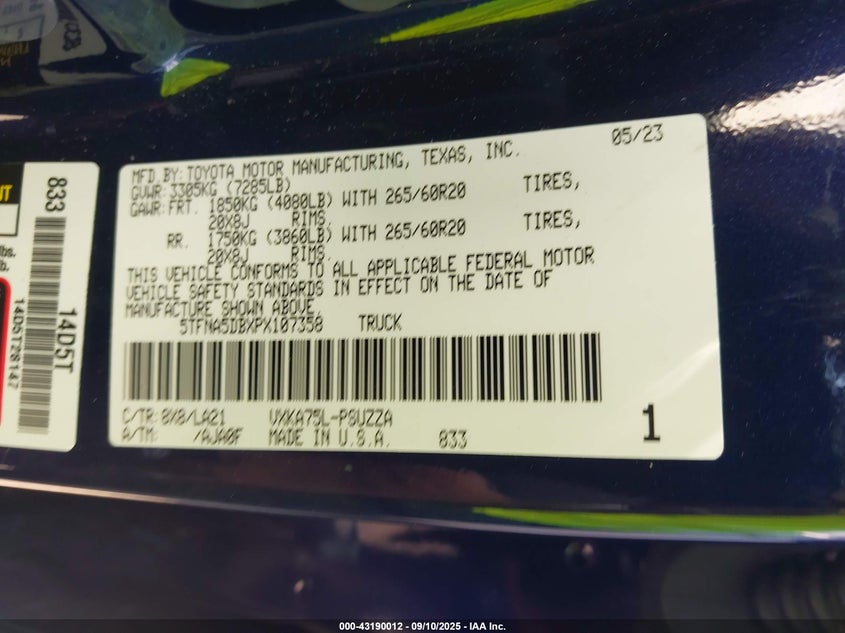 MFD.BY: TOYOTA MOTOR MANUFACTURING, TEXAS, INC. 05/23
GVWR: 3305KG (7285LB)
GAWR: FRT. 1850KG (4080LB) WITH 265/60R20 TIRES,
20X8J RIMS,
RR. 1750KG (3860LB) WITH 265/60R20 TIRES,
20X8J RIMS.
THIS VEHICLE CONFORMS TO ALL APPLICABLE FEDERAL MOTOR
VEHICLE SAFETY STANDARDS IN EFFECT ON THE DATE OF
MANUFACTURE SHOWN ABOVE.
5TFNA5DBXPX107358 TRUCK
C/TR: 8X8/LA21 VXKA75L-PSUZZA
A/TM: /AJA0F MADE IN U.S.A. 833
1
833
14D5T
14D5T28147
lbs.
000-43190012 - 09/10/2025 - IAA Inc.